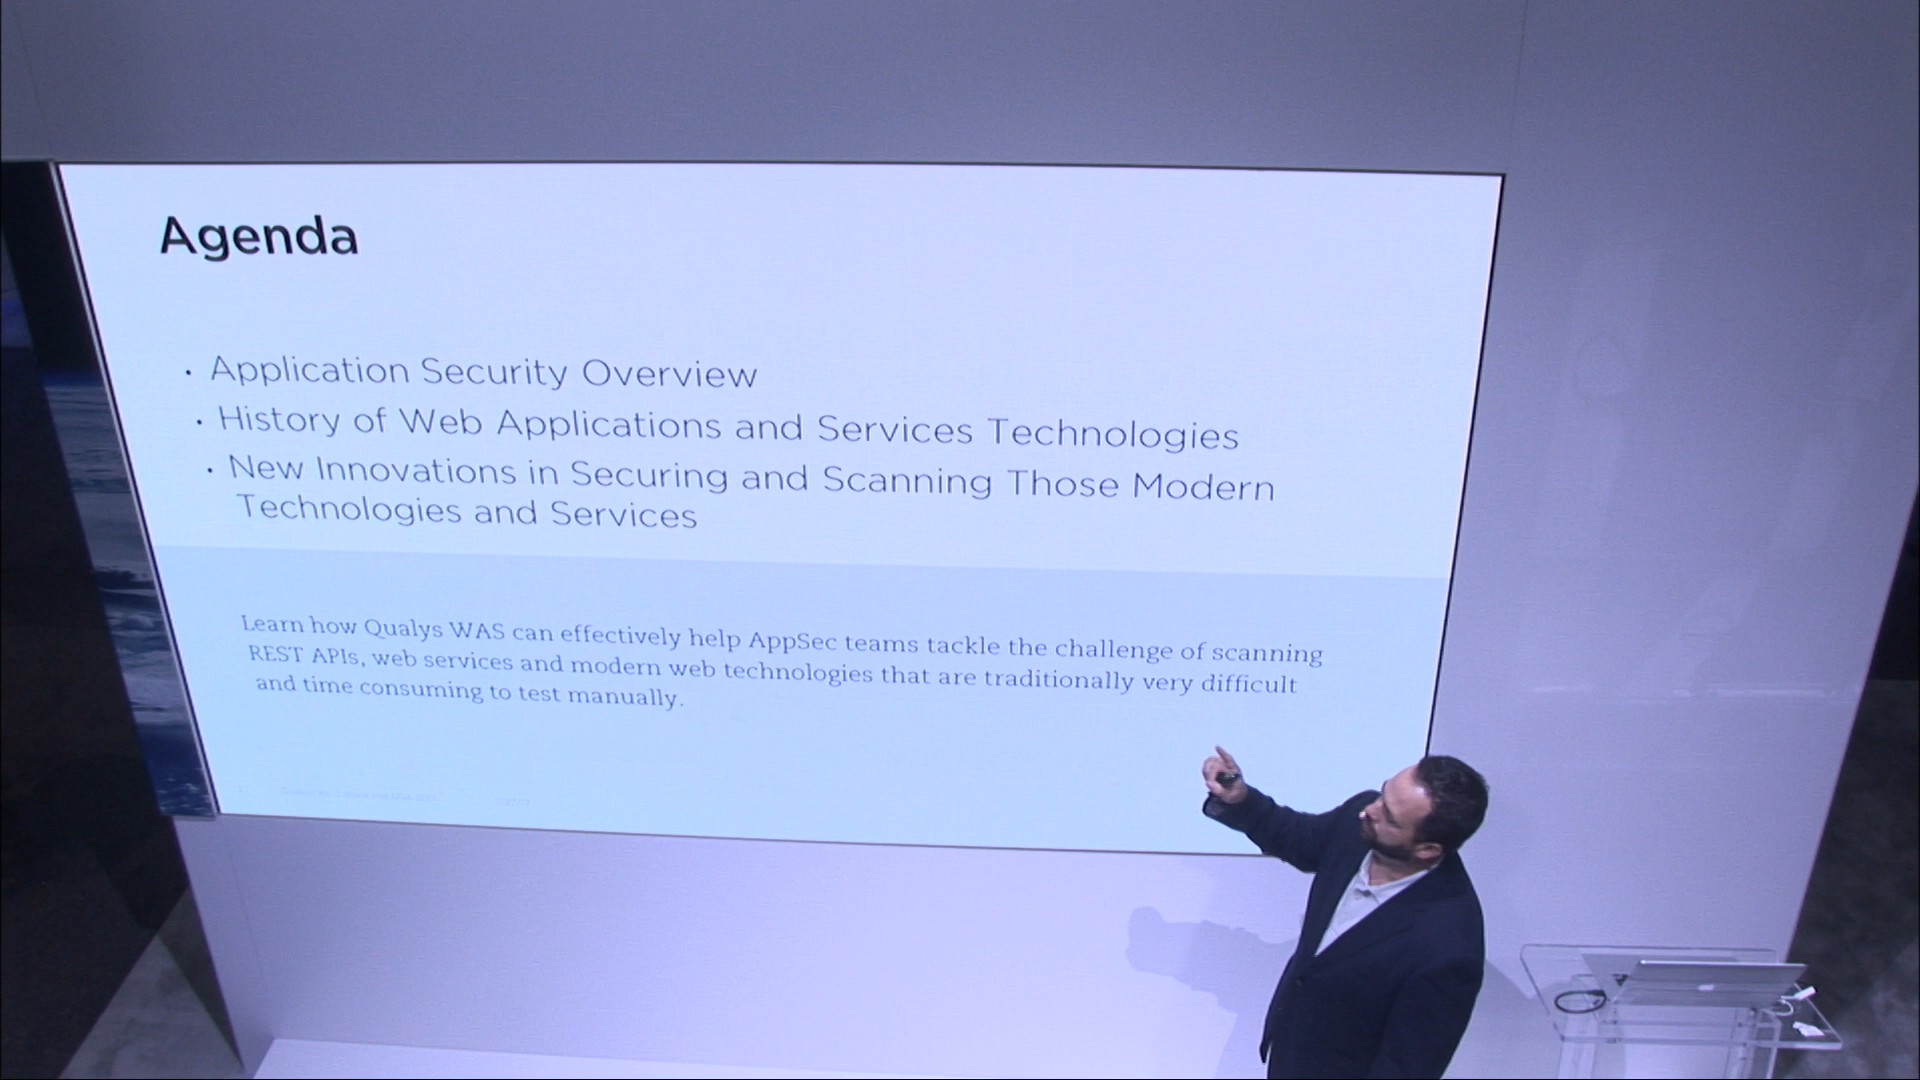 Agenda
· Application Security Overview
· History of Web Applications and Services Technologies
· New Innovations in Securing and Scanning Those Modern
Technologies and Services
Learn how Qualys WAS can effectively help AppSec teams tackle the challenge of scanning
REST APIs, web services and modern web technologies that are traditionally very difficult
and time consuming to test manually.